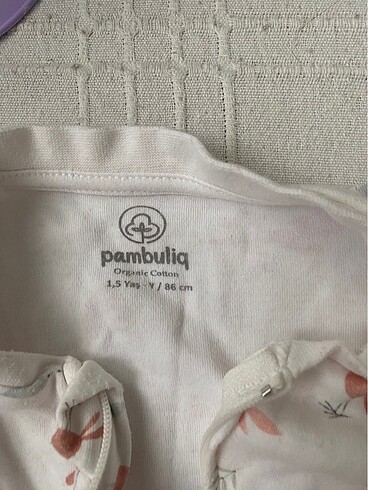 pambuliq
Organic Cotton
1,5 Yaş - Y / 86 cm